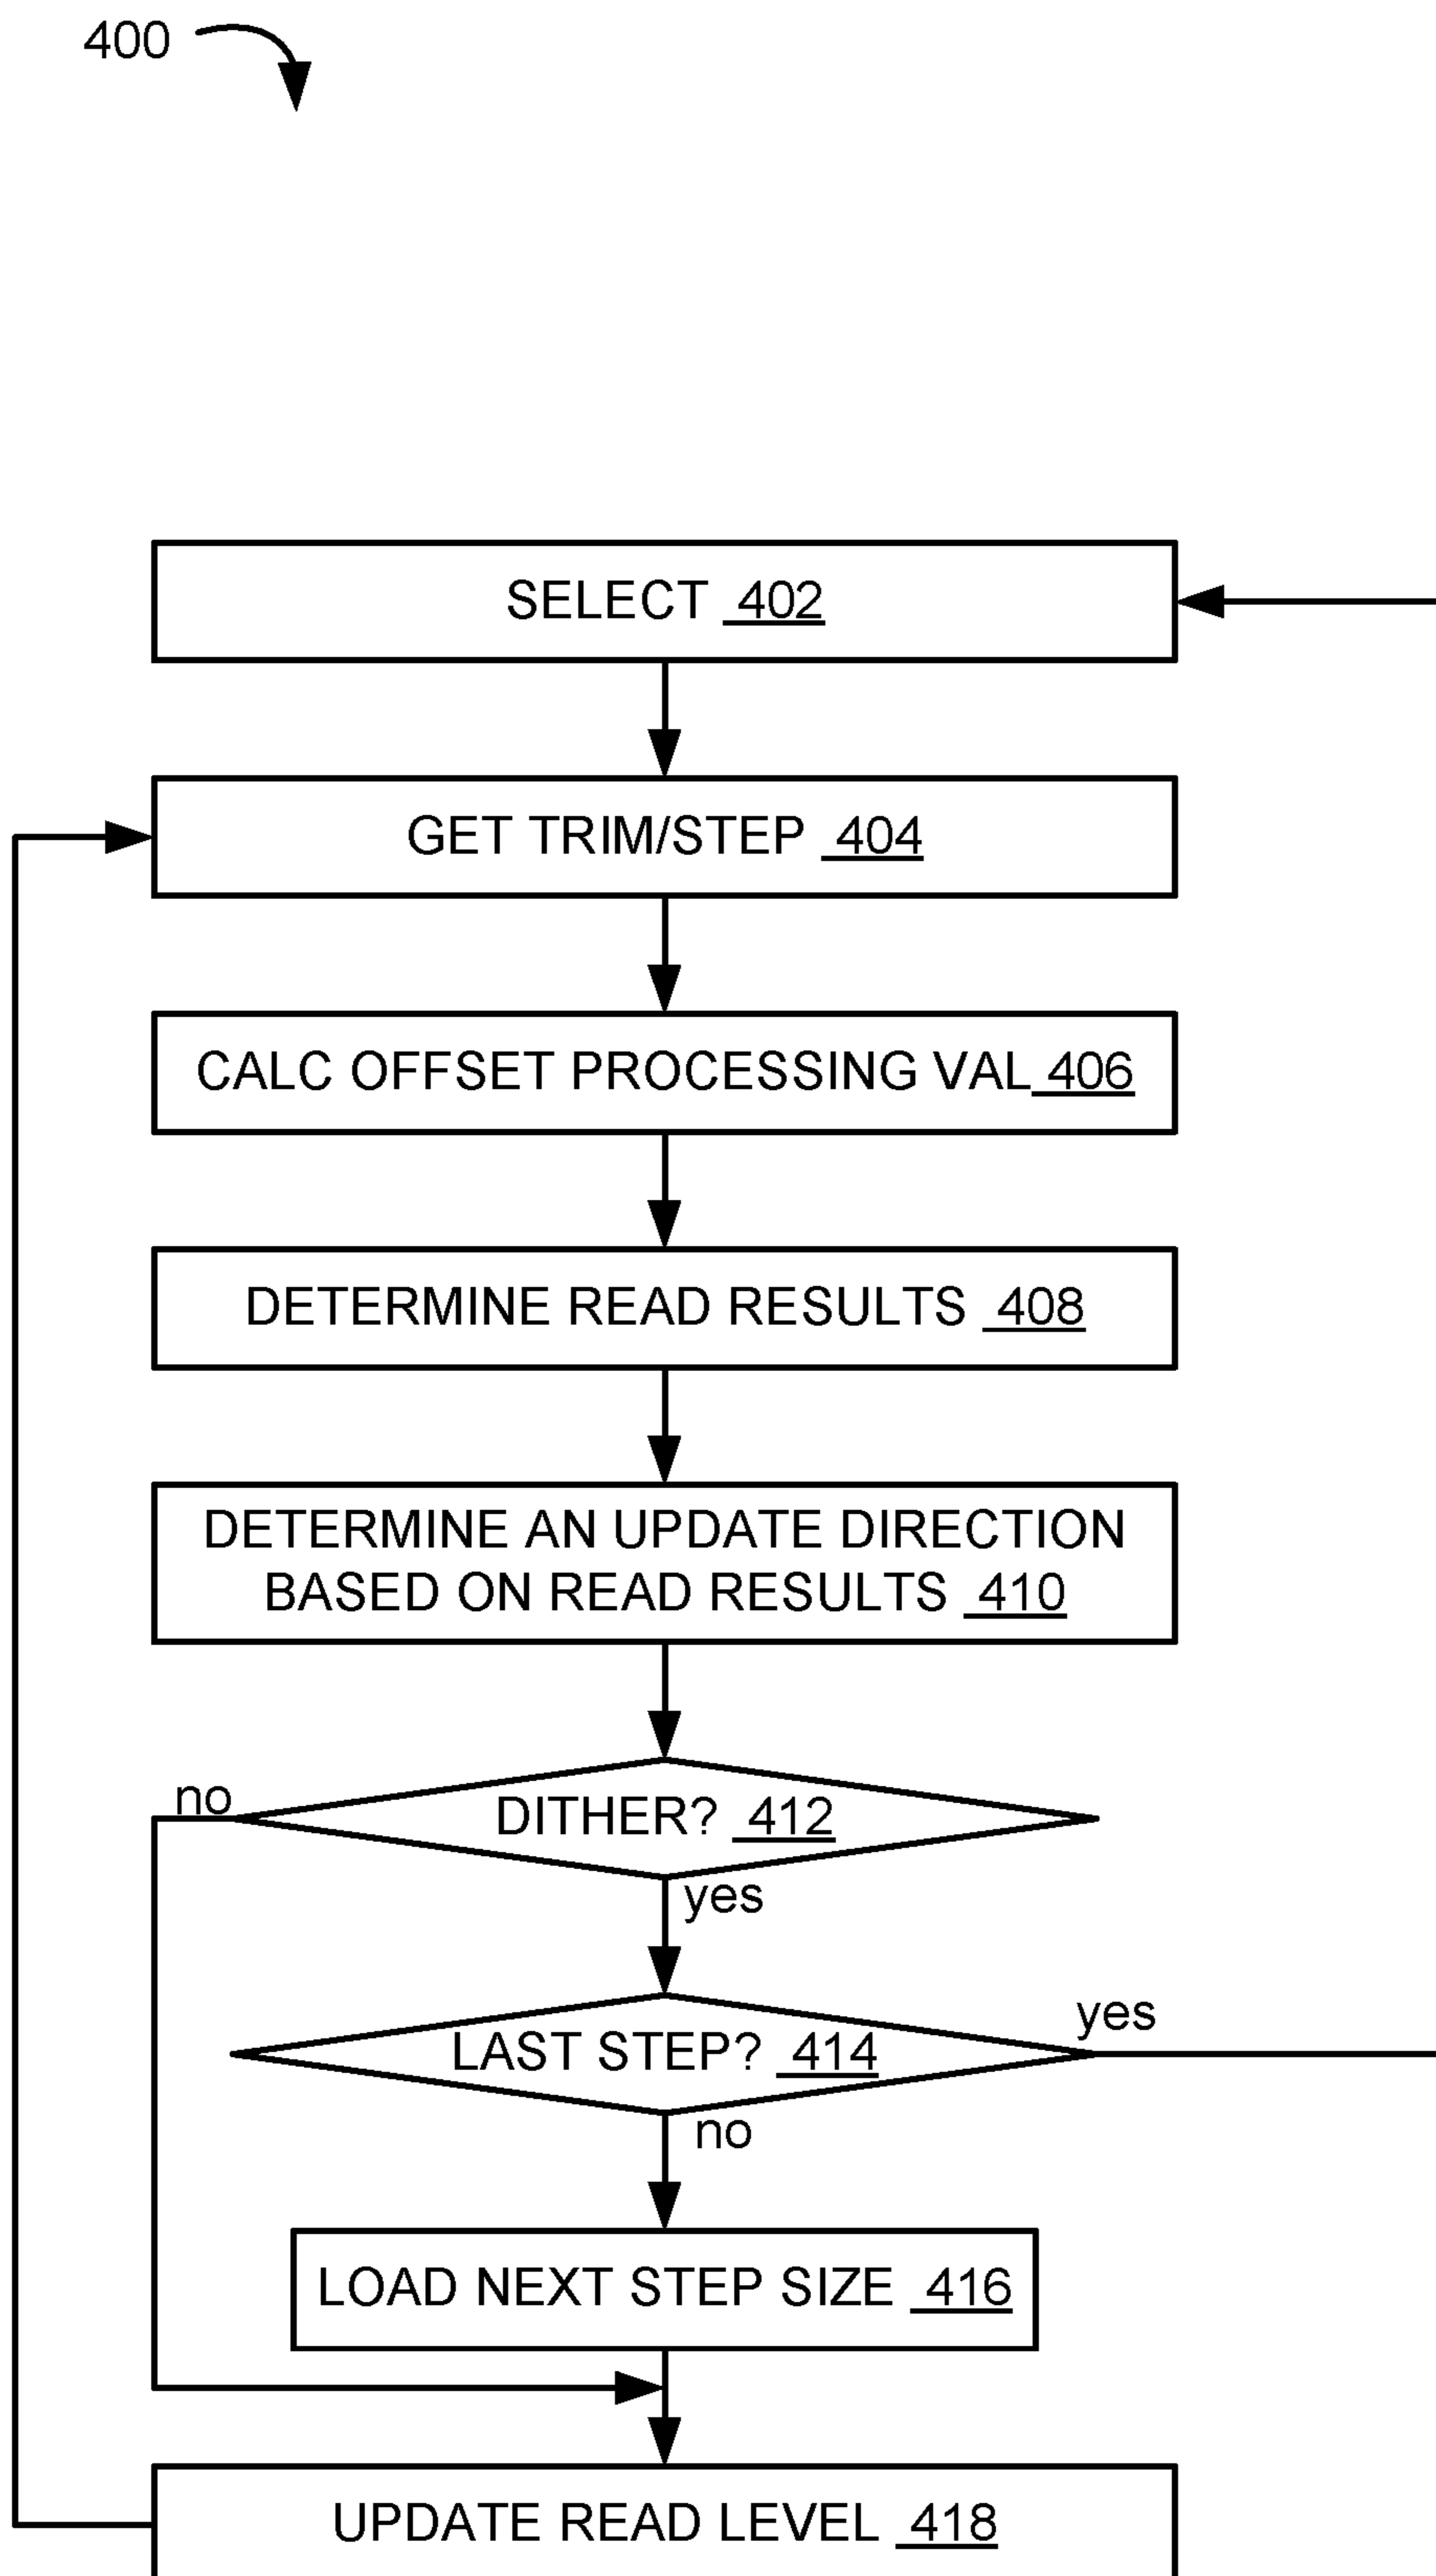 400
SELECT 402
GET TRIM/STEP 404
CALC OFFSET PROCESSING VAL 406
DETERMINE READ RESULTS 408
DETERMINE AN UPDATE DIRECTION
BASED ON READ RESULTS 410
no
DITHER? 412
yes
yes
LAST STEP? 414
no
LOAD NEXT STEP SIZE 416
UPDATE READ LEVEL 418